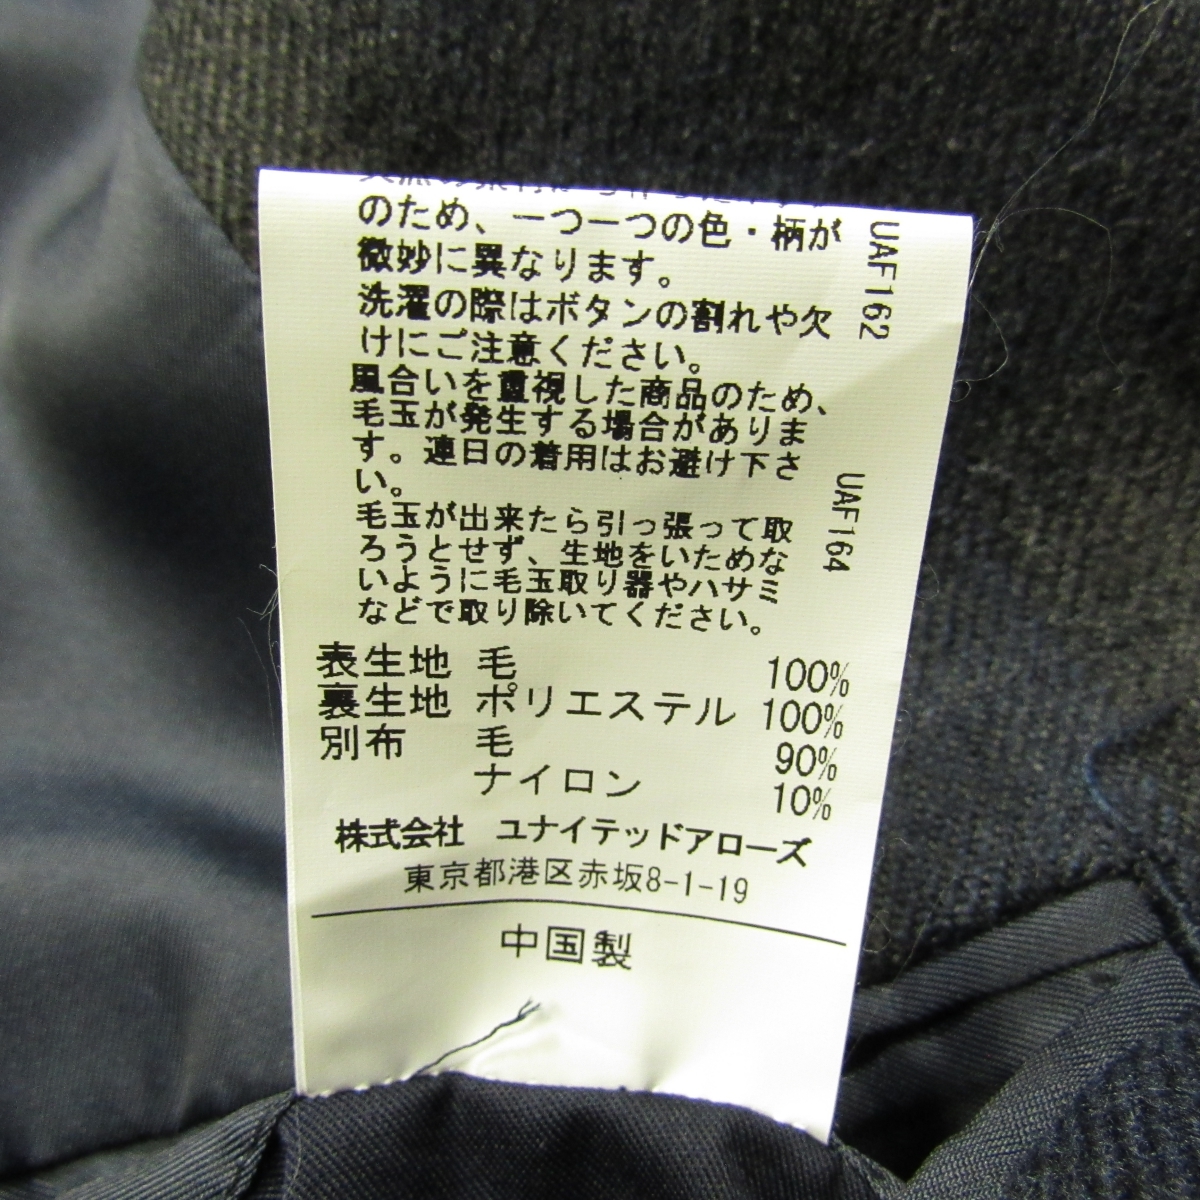 のため、一つ一つの色・柄が
微妙に異なります。
洗濯の際はボタンの割れや欠
けにご注意ください。
風合いを重視した商品のため、
毛玉が発生する場合がありま
す。連日の着用はお避け下さ
い。
毛玉が出来たら引っ張って取
ろうとせず、生地をいためな
いように毛玉取り器やハサミ
などで取り除いてください。
UAF162
UAF164
表生地 毛 100%
裏生地 ポリエステル 100%
別布 毛 90%
ナイロン 10%
株式会社 ユナイテッドアローズ
東京都港区赤坂8-1-19
中国製